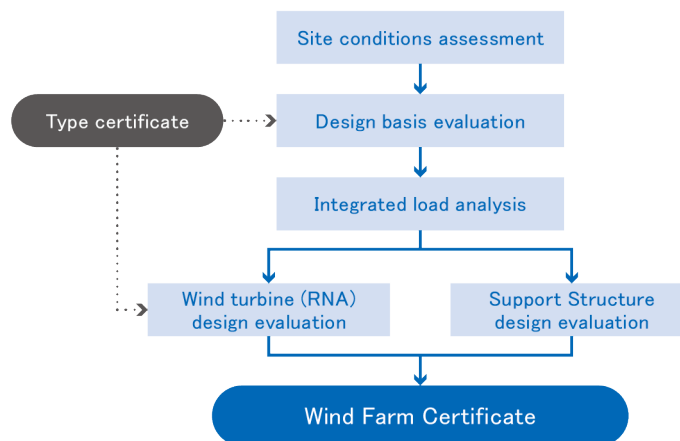 Site conditions assessment
Type certificate
Design basis evaluation
Integrated load analysis
Wind turbine (RNA)
design evaluation
Support Structure
design evaluation
Wind Farm Certificate